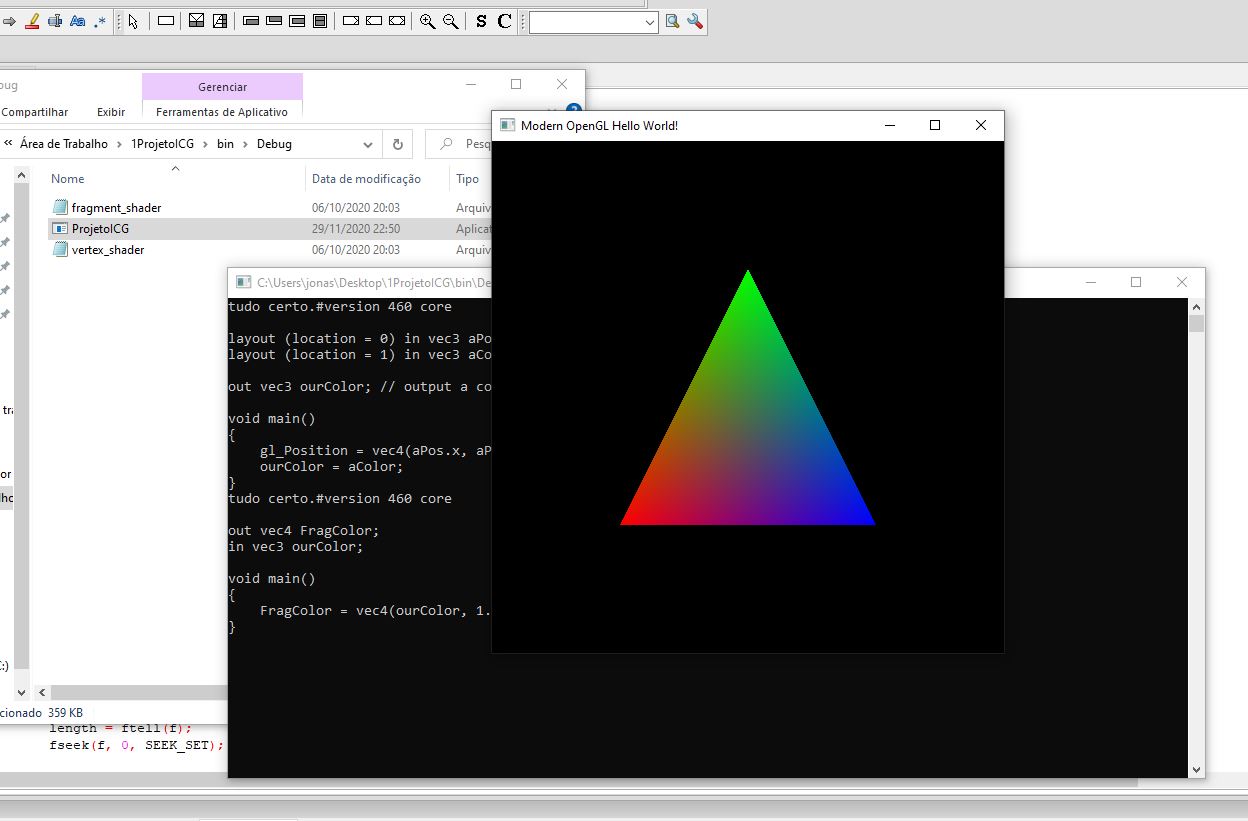 Aa .*
S C
bug
Gerenciar
Compartilhar Exibir Ferramentas de Aplicativo
?
« Área de Trabalho > 1ProjetoICG > bin > Debug
Pesq
Nome Data de modificação Tipo
fragment_shader 06/10/2020 20:03 Arquiv
ProjetoICG 29/11/2020 22:50 Aplicat
vertex_shader 06/10/2020 20:03 Arquiv
Modern OpenGL Hello World!
C:\Users\jonas\Desktop\1ProjetoICG\bin\De
tudo certo.#version 460 core
layout (location = 0) in vec3 aPo
layout (location = 1) in vec3 aCo
out vec3 ourColor; // output a co
void main()
{
gl_Position = vec4(aPos.x, aP
ourColor = aColor;
}
tudo certo.#version 460 core
out vec4 FragColor;
in vec3 ourColor;
void main()
{
FragColor = vec4(ourColor, 1.
}
tra
or
lho
C:)
cionado 359 KB
length = ftell(f);
fseek(f, 0, SEEK_SET);